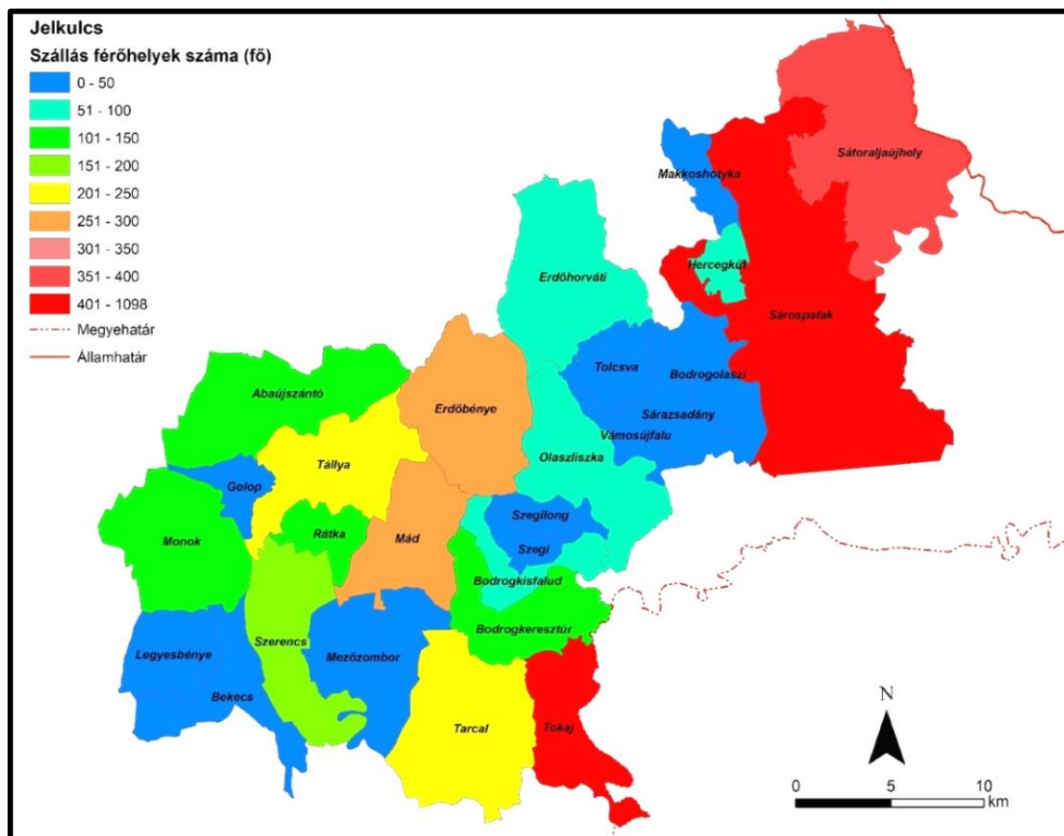 Jelkulcs
Szállás férőhelyek száma (fő)
0 - 50
51 - 100
101 - 150
151 - 200
201 - 250
251 - 300
301 - 350
351 - 400
401 - 1098
Megyehatár
Államhatár
Sátoraljaújhely
Makkoshotyka
Hercegkút
Erdőhorváti
Sárospatak
Tolcsva
Bodrogolaszi
Abaújszántó
Erdőbénye
Sárazsadány
Vámosújfalu
Olaszliszka
Tállya
Golop
Szegilong
Rátka
Mád
Monok
Szegi
Bodrogkisfalud
Bodrogkeresztúr
Szerencs
Legyesbénye
Mezőzombor
Bekecs
Tarcal
Tokaj
N
0 5 10
km